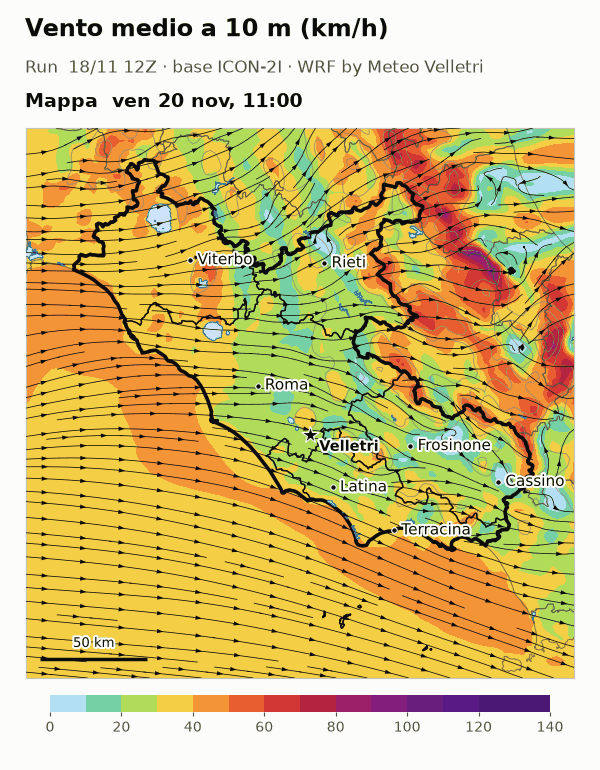 Vento medio a 10 m (km/h)
Run 18/11 12Z · base ICON-2I · WRF by Meteo Velletri
Mappa ven 20 nov, 11:00
Viterbo
Rieti
Roma
Velletri
Frosinone
Latina
Cassino
Terracina
50 km
0 20 40 60 80 100 120 140